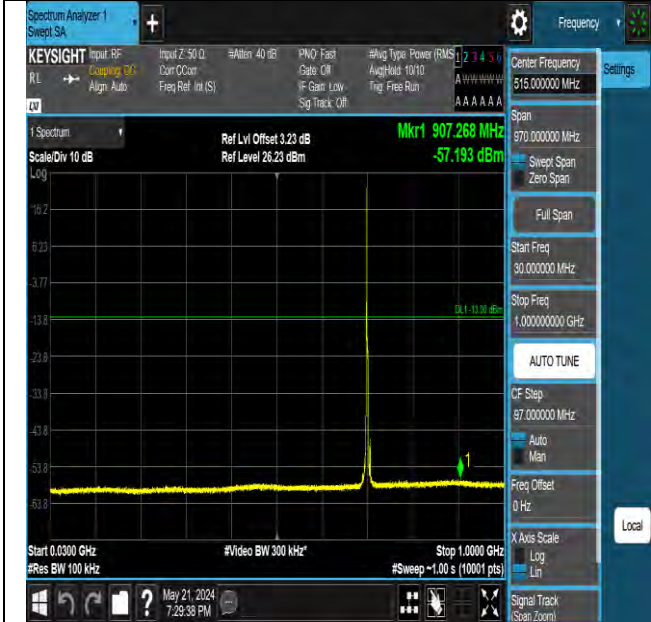 Spectrum Analyzer 1
Swept SA
+
Frequency
KEYSIGHT
RL
Input: RF
Coupling: DC
Align: Auto
Input Z: 50 Ω
Corr CCorr
Freq Ref: Int (S)
#Atten: 40 dB
PNO: Fast
Gate: Off
IF Gain: Low
Sig Track: Off
#Avg Type: Power (RMS
Avg|Hold: 10/10
Trig: Free Run
1 2 3 4 5 6
A W W W W W
A A A A A A
LXI
1 Spectrum
Scale/Div 10 dB
Log
Ref Lvl Offset 3.23 dB
Ref Level 26.23 dBm
Mkr1 907.268 MHz
-57.193 dBm
16.2
6.23
-3.77
-13.8
-23.8
-33.8
-43.8
-53.8
-63.8
DL1 -13.00 dBm
1
Start 0.0300 GHz
#Res BW 100 kHz
#Video BW 300 kHz*
Stop 1.0000 GHz
#Sweep ~1.00 s (10001 pts)
May 21, 2024
7:29:38 PM
?
Center Frequency
515.000000 MHz
Span
970.000000 MHz
Swept Span
Zero Span
Full Span
Start Freq
30.000000 MHz
Stop Freq
1.000000000 GHz
AUTO TUNE
CF Step
97.000000 MHz
Auto
Man
Freq Offset
0 Hz
X Axis Scale
Log
Lin
Signal Track
(Span Zoom)
Settings
Local